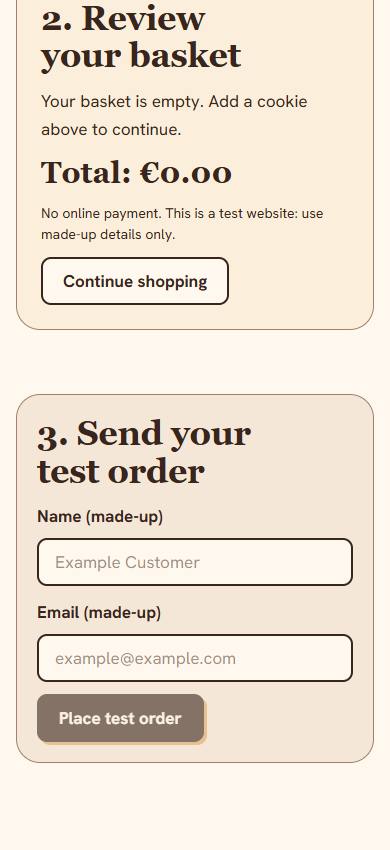 2. Review
your basket
Your basket is empty. Add a cookie
above to continue.
Total: €0.00
No online payment. This is a test website: use
made-up details only.
Continue shopping
3. Send your
test order
Name (made-up)
Example Customer
Email (made-up)
example@example.com
Place test order